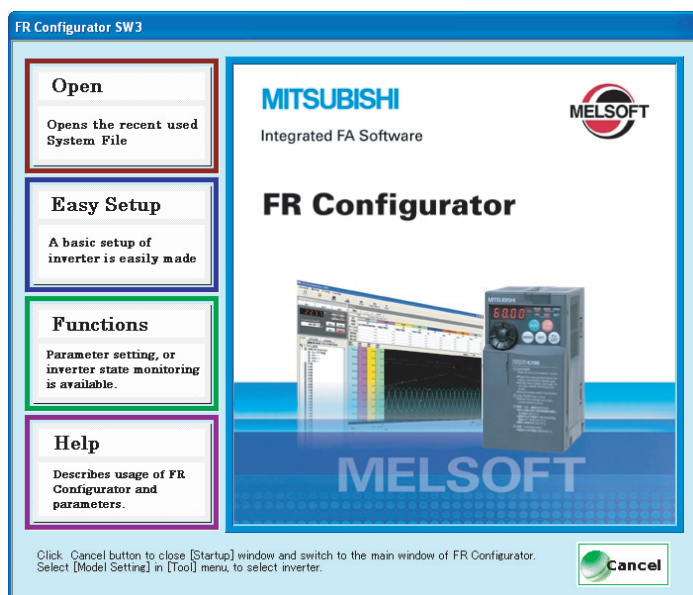 FR Configurator SW3
Open
Opens the recent used
System File
Easy Setup
A basic setup of
inverter is easily made
Functions
Parameter setting, or
inverter state monitoring
is available.
Help
Describes usage of FR
Configurator and
parameters.
MITSUBISHI
MELSOFT
Integrated FA Software
FR Configurator
MITSUBISHI
60.00
MELSOFT
Click Cancel button to close [Startup] window and switch to the main window of FR Configurator.
Select [Model Setting] in [Tool] menu, to select inverter.
Cancel